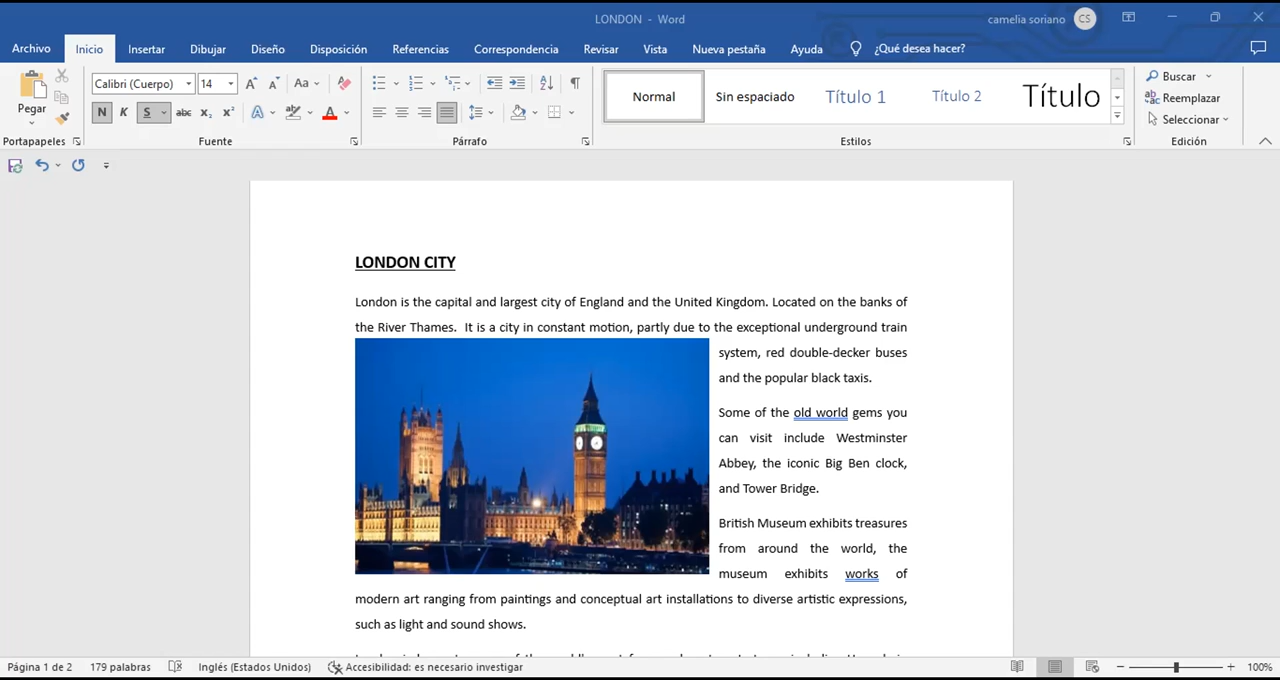 LONDON - Word
camelia soriano CS
Archivo Inicio Insertar Dibujar Diseño Disposición Referencias Correspondencia Revisar Vista Nueva pestaña Ayuda ¿Qué desea hacer?
Pegar
Calibri (Cuerpo) 14 A A Aa A
N K S abc x₂ x² A A
Normal
Sin espaciado
Título 1
Título 2
Título
Buscar
Reemplazar
Seleccionar
Portapapeles Fuente Párrafo Estilos Edición
LONDON CITY
London is the capital and largest city of England and the United Kingdom. Located on the banks of
the River Thames.  It is a city in constant motion, partly due to the exceptional underground train
system, red double-decker buses
and the popular black taxis.
Some of the old world gems you
can visit include Westminster
Abbey, the iconic Big Ben clock,
and Tower Bridge.
British Museum exhibits treasures
from around the world, the
museum exhibits works of
modern art ranging from paintings and conceptual art installations to diverse artistic expressions,
such as light and sound shows.
Página 1 de 2 179 palabras Inglés (Estados Unidos) Accesibilidad: es necesario investigar 100%